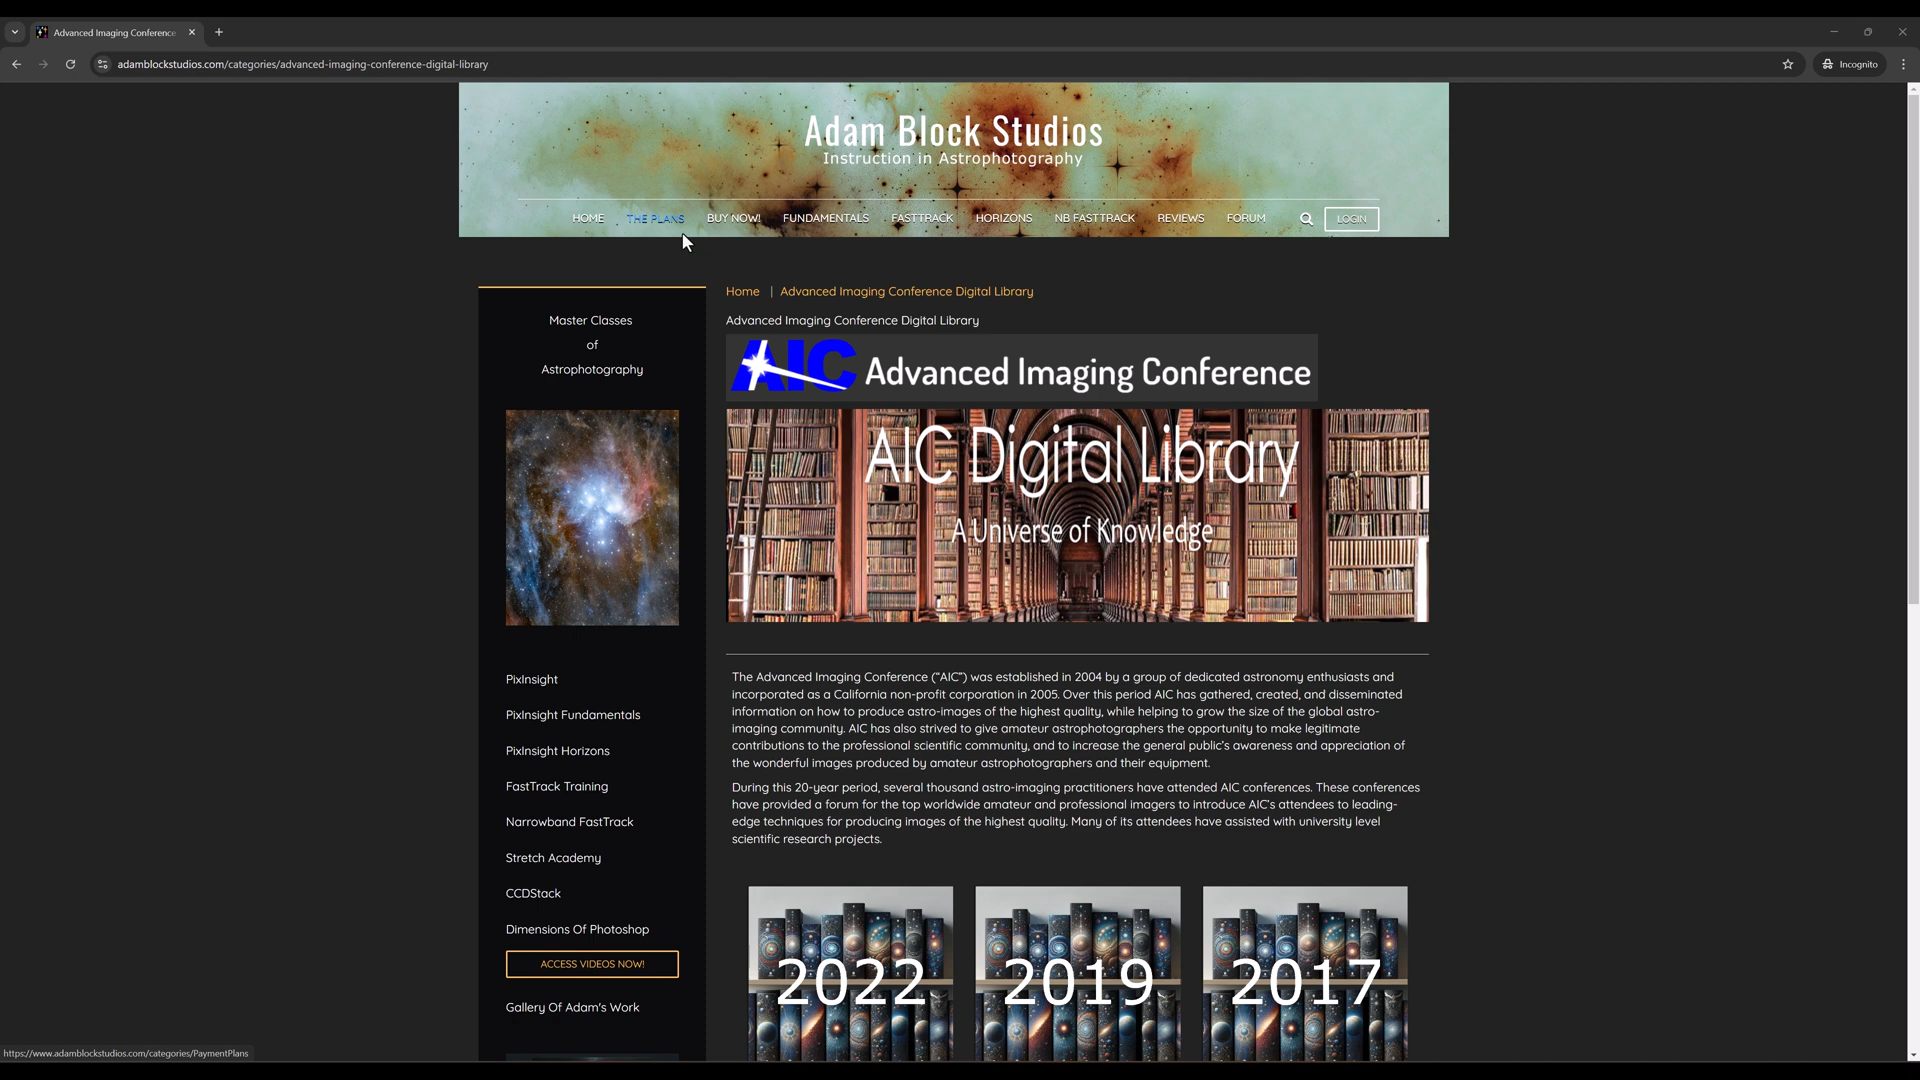 Advanced Imaging Conference
adamblockstudios.com/categories/advanced-imaging-conference-digital-library
Incognito
Adam Block Studios
Instruction in Astrophotography
HOME THE PLANS BUY NOW! FUNDAMENTALS FASTTRACK HORIZONS NB FASTTRACK REVIEWS FORUM LOGIN
Master Classes
of
Astrophotography
PixInsight
PixInsight Fundamentals
PixInsight Horizons
FastTrack Training
Narrowband FastTrack
Stretch Academy
CCDStack
Dimensions Of Photoshop
ACCESS VIDEOS NOW!
Gallery Of Adam's Work
Home | Advanced Imaging Conference Digital Library
Advanced Imaging Conference Digital Library
AIC Advanced Imaging Conference
AIC Digital Library
A Universe of Knowledge
The Advanced Imaging Conference (“AIC”) was established in 2004 by a group of dedicated astronomy enthusiasts and
incorporated as a California non-profit corporation in 2005. Over this period AIC has gathered, created, and disseminated
information on how to produce astro-images of the highest quality, while helping to grow the size of the global astro-
imaging community. AIC has also strived to give amateur astrophotographers the opportunity to make legitimate
contributions to the professional scientific community, and to increase the general public’s awareness and appreciation of
the wonderful images produced by amateur astrophotographers and their equipment.
During this 20-year period, several thousand astro-imaging practitioners have attended AIC conferences. These conferences
have provided a forum for the top worldwide amateur and professional imagers to introduce AIC’s attendees to leading-
edge techniques for producing images of the highest quality. Many of its attendees have assisted with university level
scientific research projects.
2022 2019 2017
https://www.adamblockstudios.com/categories/PaymentPlans